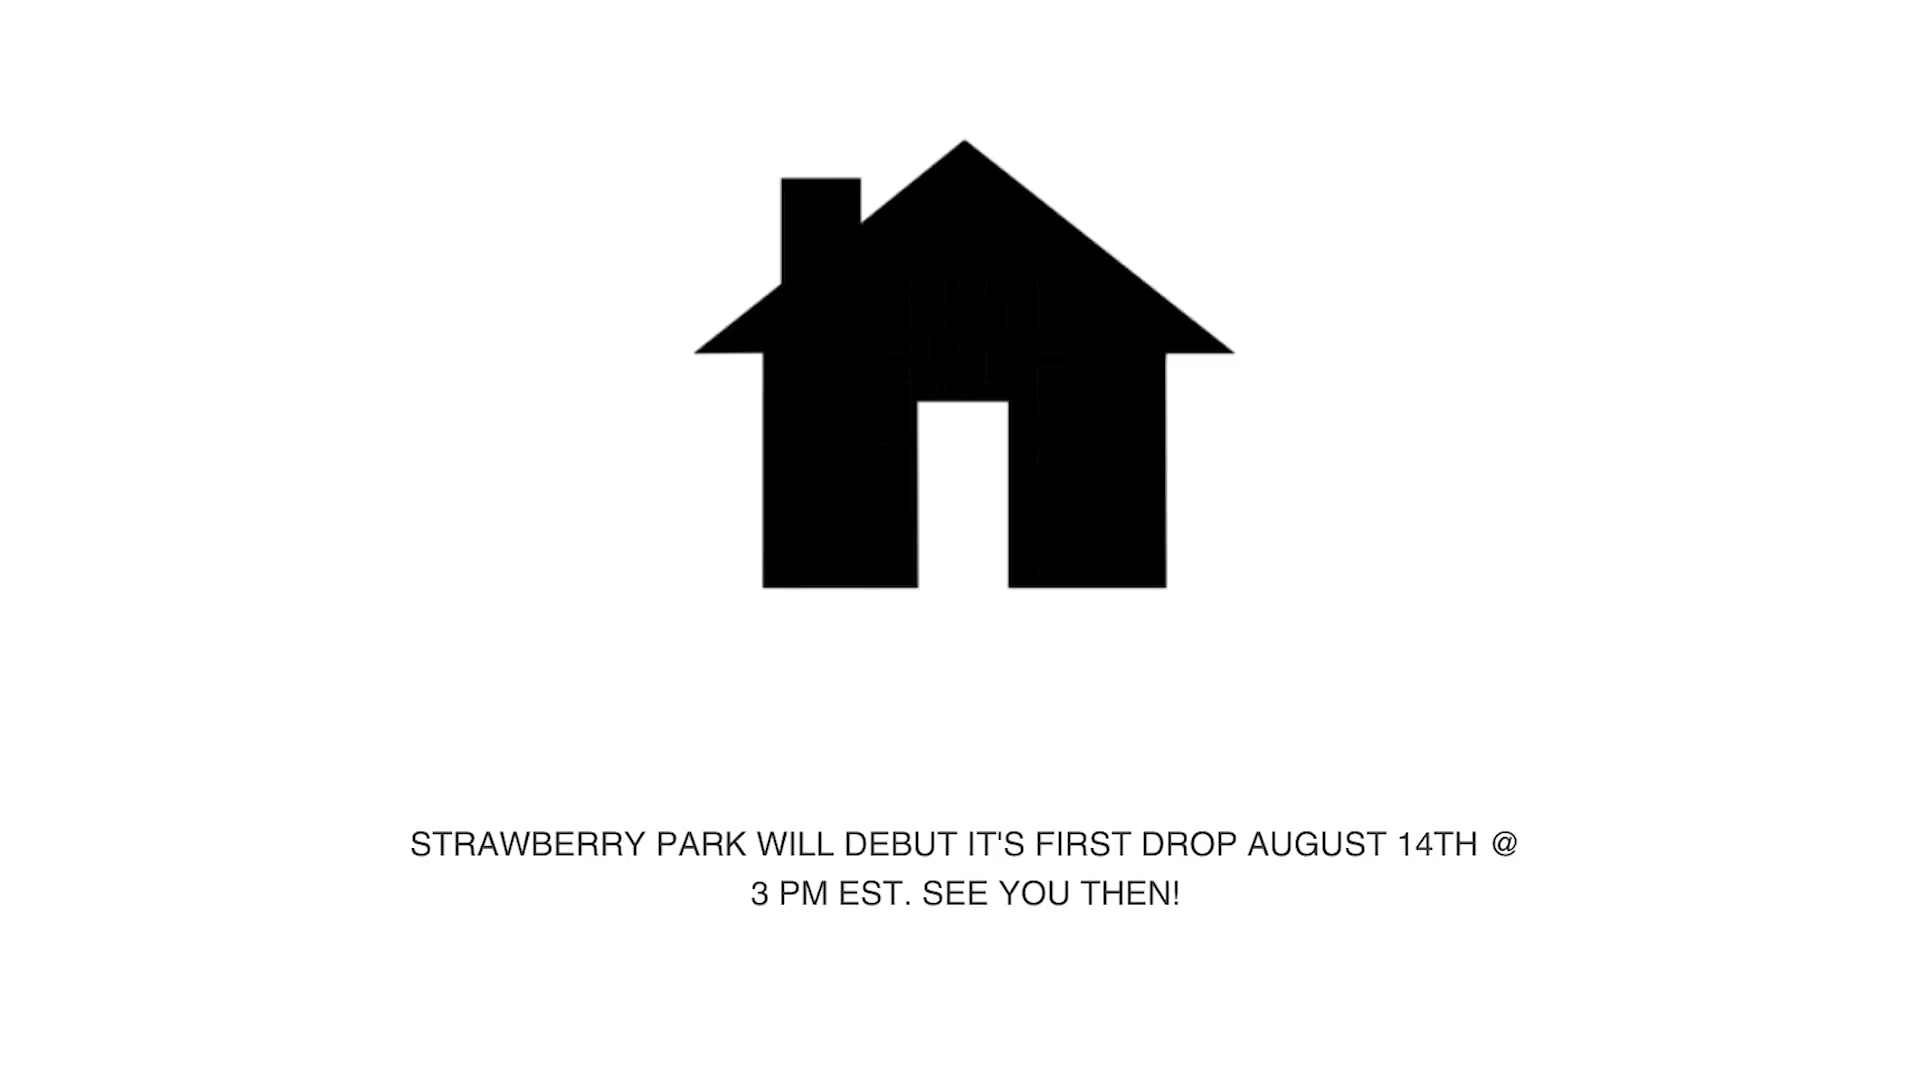 STRAWBERRY PARK WILL DEBUT IT'S FIRST DROP AUGUST 14TH @
3 PM EST. SEE YOU THEN!